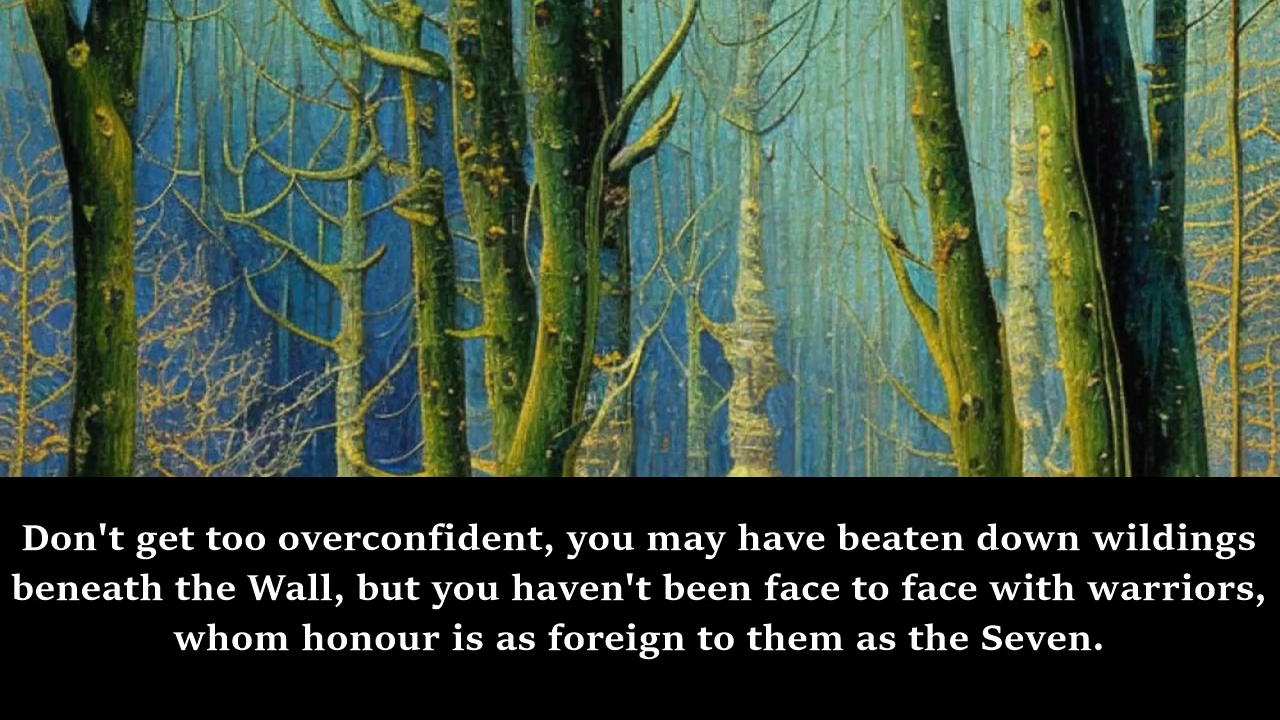 Don't get too overconfident, you may have beaten down wildings
beneath the Wall, but you haven't been face to face with warriors,
whom honour is as foreign to them as the Seven.